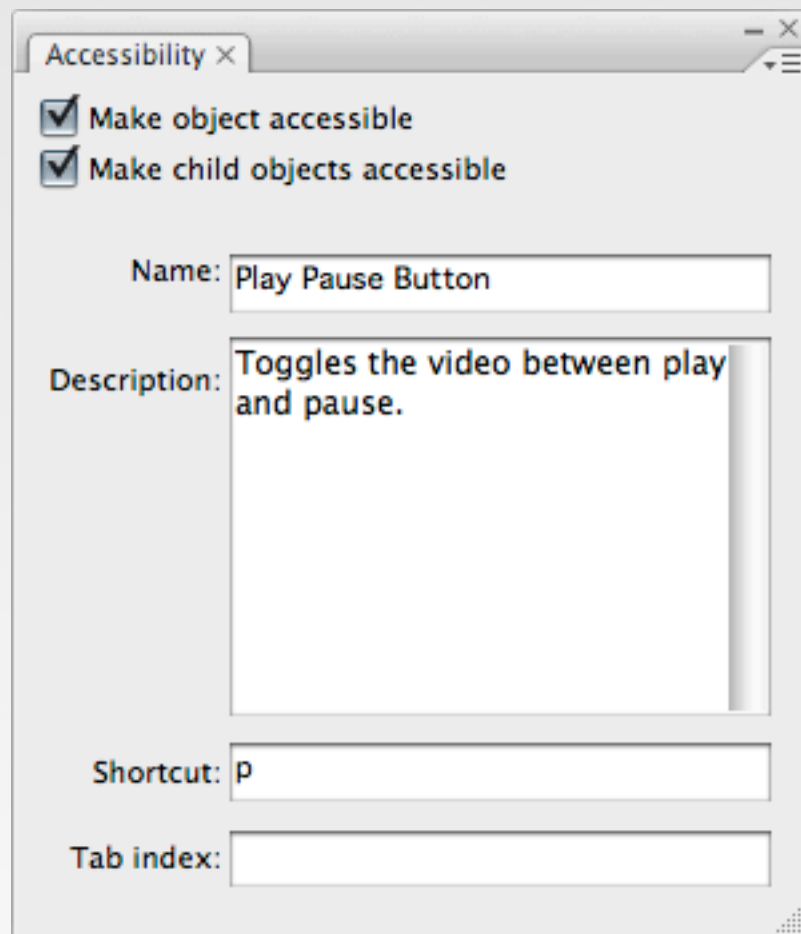 Accessibility
Make object accessible
Make child objects accessible
Name: Play Pause Button
Description: Toggles the video between play
and pause.
Shortcut: p
Tab index: